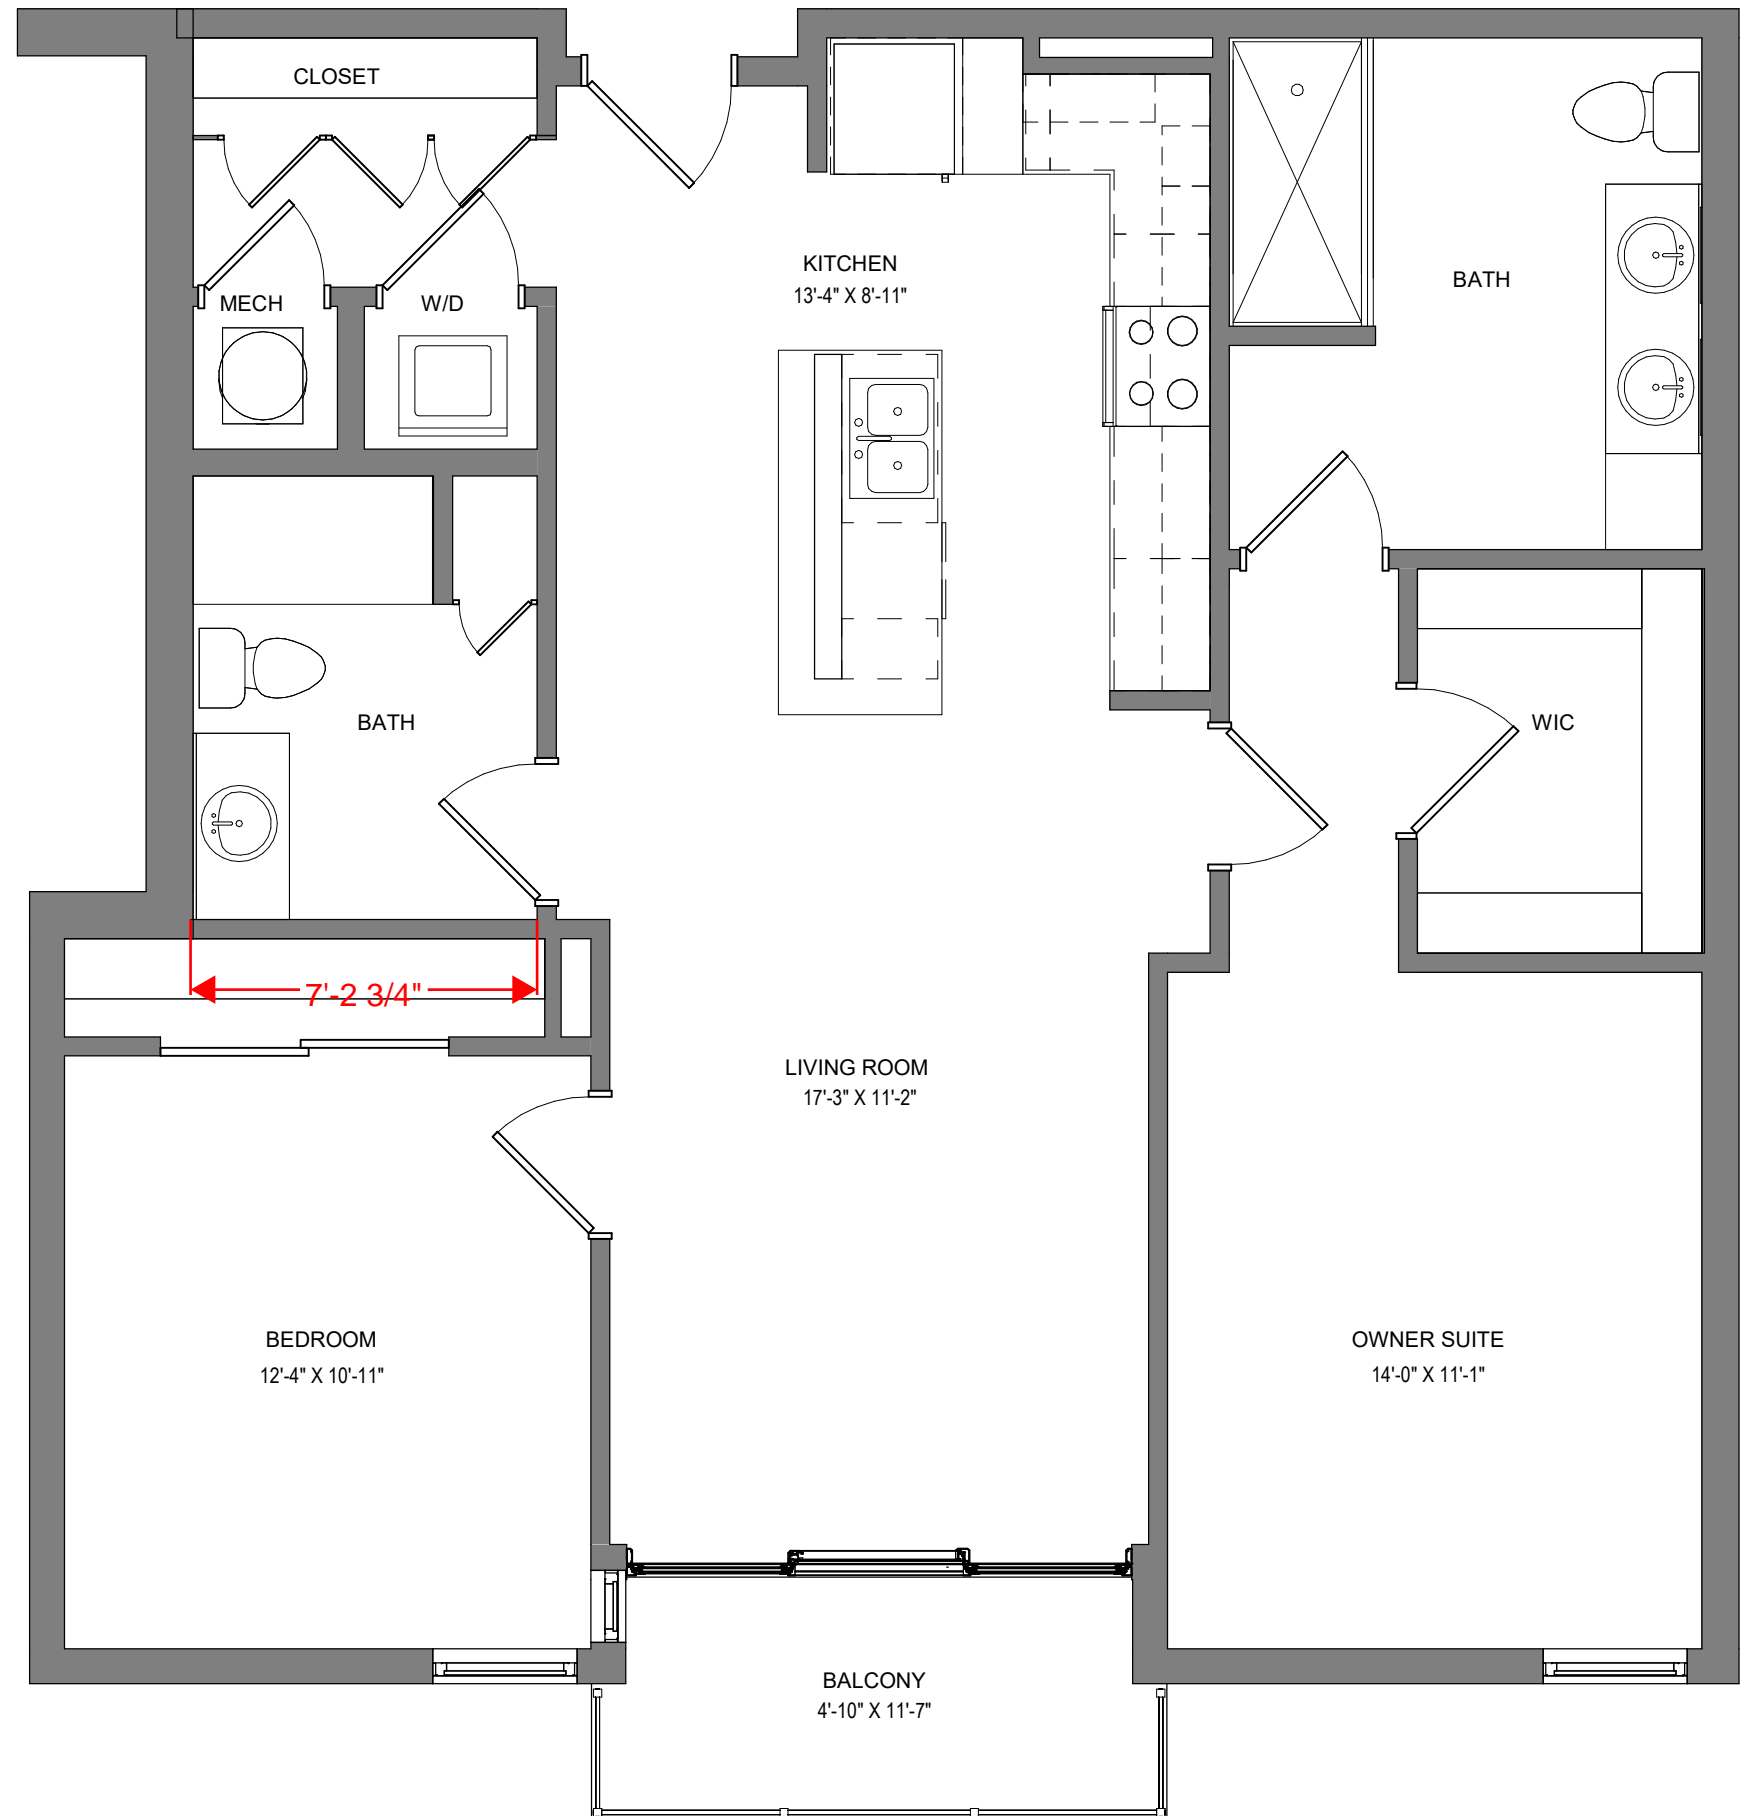 CLOSET
KITCHEN
13'-4" X 8'-11"
BATH
MECH
W/D
BATH
WIC
7'-2 3/4"
LIVING ROOM
17'-3" X 11'-2"
BEDROOM
12'-4" X 10'-11"
OWNER SUITE
14'-0" X 11'-1"
BALCONY
4'-10" X 11'-7"